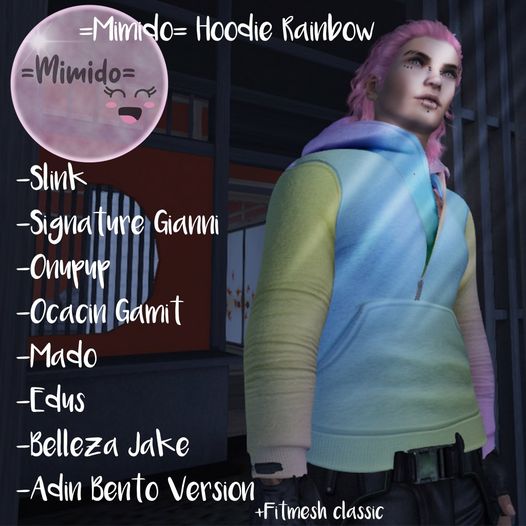 =Mimido= Hoodie Rainbow
=Mimido=
-Slink
-Signature Gianni
-Onupup
-Ocacin Gamit
-Mado
-Edus
-Belleza Jake
-Adin Bento Version
+Fitmesh classic